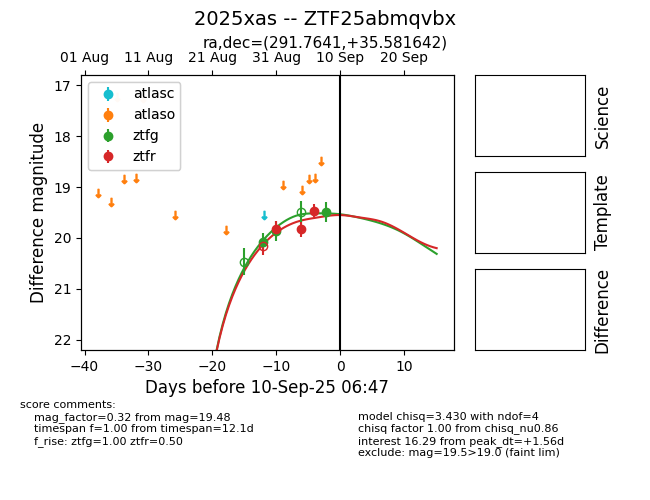 2025xas -- ZTF25abmqvbx
ra,dec=(291.7641,+35.581642)
01 Aug 11 Aug 21 Aug 31 Aug 10 Sep 20 Sep
17
18
19
20
21
22
Difference magnitude
atlasc
atlaso
ztfg
ztfr
−40 −30 −20 −10 0 10
Days before 10-Sep-25 06:47
Science
Template
Difference
score comments:
mag_factor=0.32 from mag=19.48
timespan f=1.00 from timespan=12.1d
f_rise: ztfg=1.00 ztfr=0.50
model chisq=3.430 with ndof=4
chisq factor 1.00 from chisq_nu0.86
interest 16.29 from peak_dt=+1.56d
exclude: mag=19.5>19.0 (faint lim)